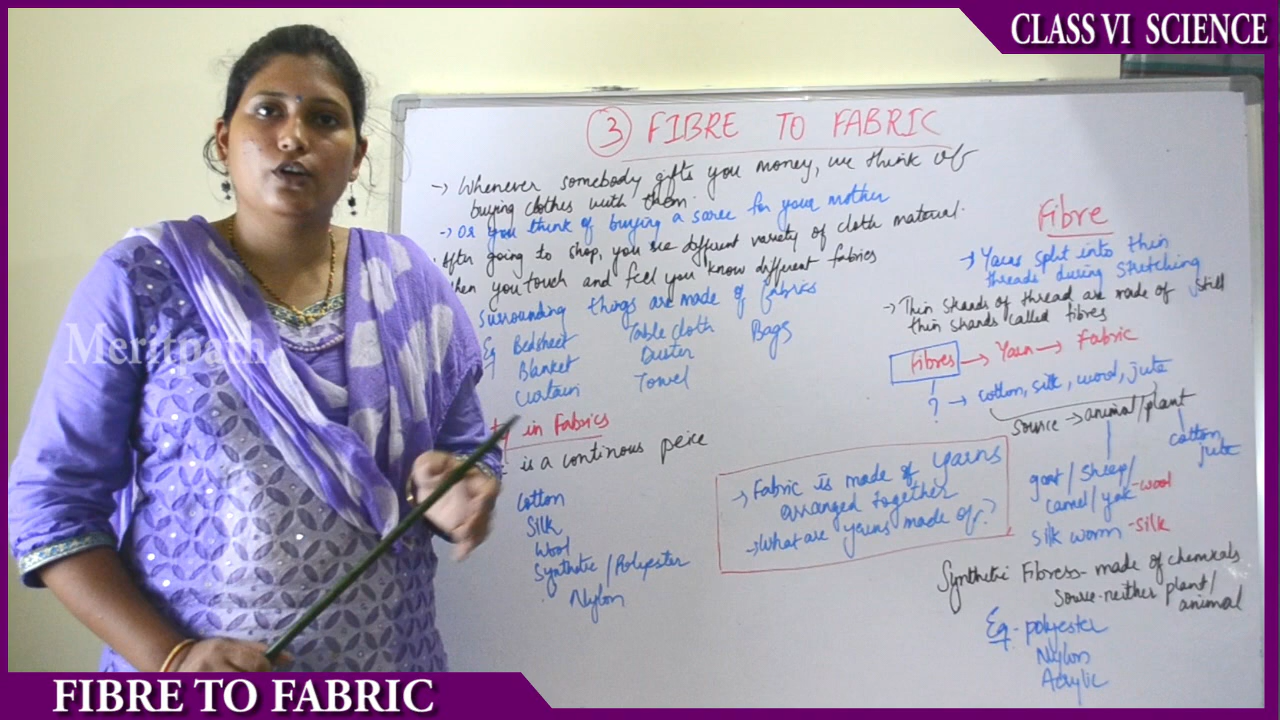 CLASS VI SCIENCE
3 FIBRE TO FABRIC
-> Whenever somebody gifts you money, we think of
buying clothes with them.
-> Or you think of buying a saree for your mother
After going to shop, you see different variety of cloth material.
hen you touch and feel you know different fabrics
Surrounding things are made of fabrics
Eg Bedsheet Table cloth Bags
Blanket Duster
Curtain Towel
ty in Fabrics
is a continous peice
Cotton
Silk
Wool
Synthetic / Polyester
Nylon
-> Fabric is made of yarns
arranged together
-> What are yarns made of?
Fibre
-> Yarns split into thin
threads during stretching
-> Thin strands of thread are made of still
thin strands called fibres
Fibres -> Yarn -> Fabric
? -> cotton, silk, wool, jute
Source -> animal/plant
cotton
jute
goat / Sheep /
camel / yak - wool
silk worm - silk
Synthetic Fibress - made of chemicals
Source - neither plant/
animal
Eg - polyester
Nylon
Acrylic
Meritpath
FIBRE TO FABRIC